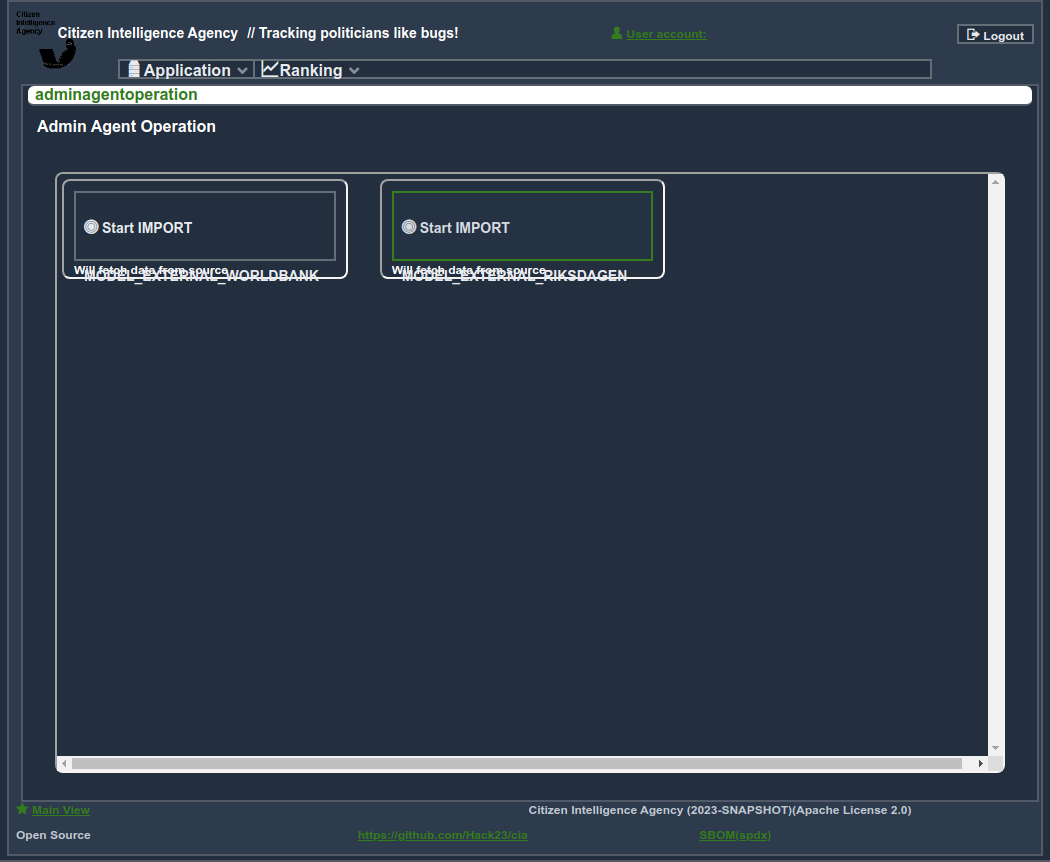 Citizen
Intelligence
Agency
Citizen Intelligence Agency // Tracking politicians like bugs!
User account:
Logout
Application
Ranking
adminagentoperation
Admin Agent Operation
Start IMPORT
MODEL_EXTERNAL_WORLDBANK
Will fetch data from source
Start IMPORT
MODEL_EXTERNAL_RIKSDAGEN
Will fetch data from source
Main View
Citizen Intelligence Agency (2023-SNAPSHOT)(Apache License 2.0)
Open Source
https://github.com/Hack23/cia
SBOM(spdx)